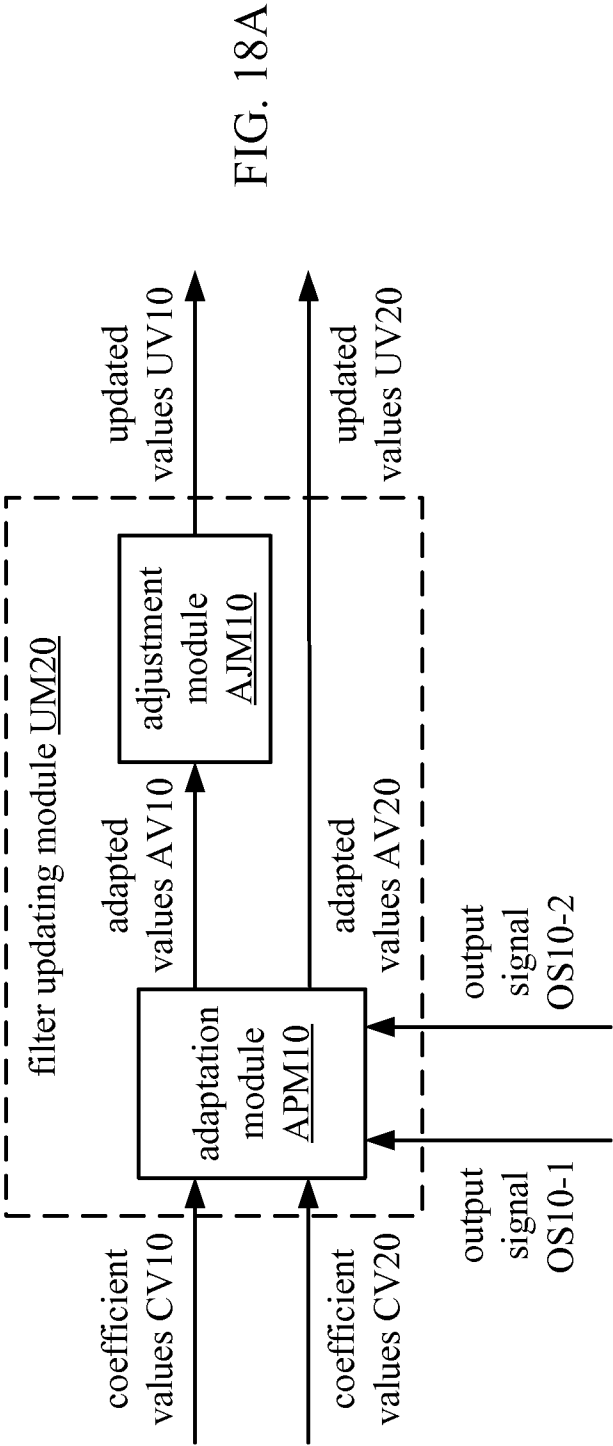 filter updating module UM20
coefficient
values CV10
adaptation
module
APM10
adapted
values AV10
adjustment
module
AJM10
updated
values UV10
coefficient
values CV20
adapted
values AV20
updated
values UV20
output
signal
OS10-1
output
signal
OS10-2
FIG. 18A